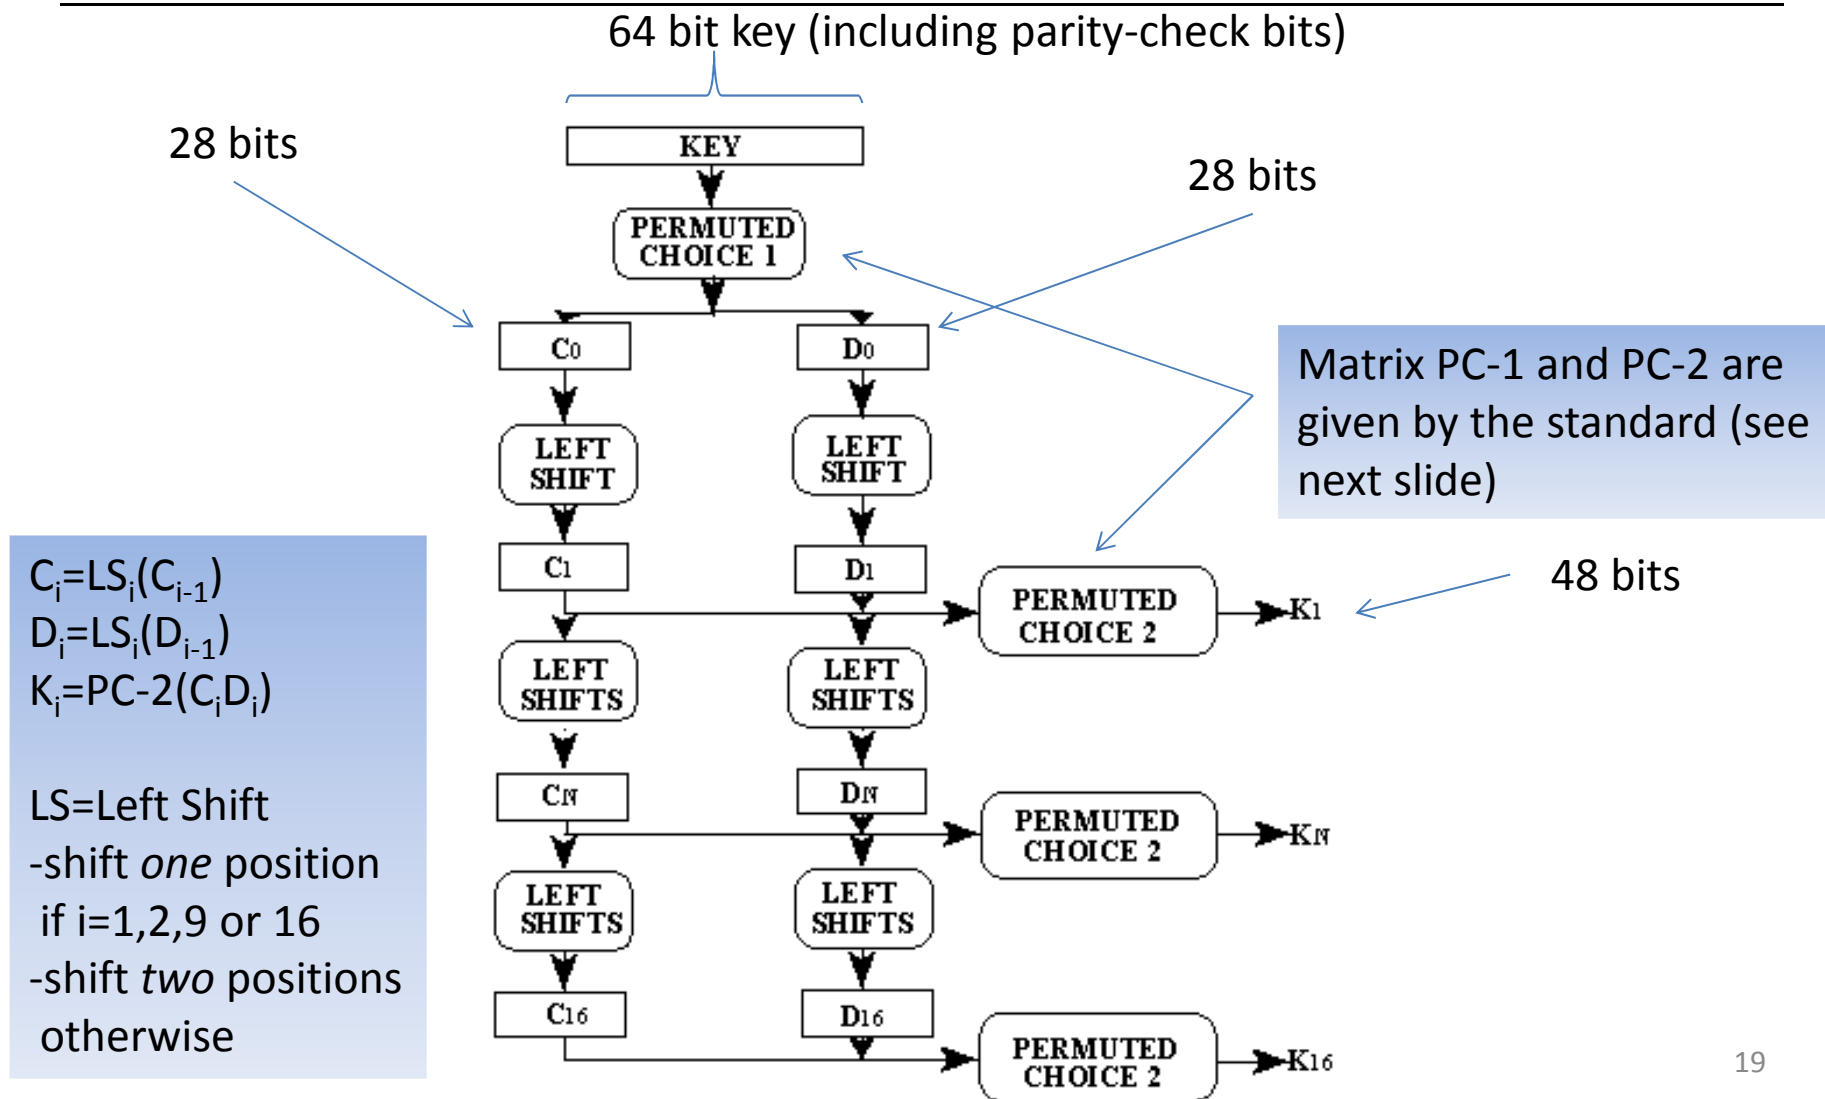 64 bit key (including parity-check bits)
28 bits
KEY
28 bits
PERMUTED
CHOICE 1
C0
D0
Matrix PC-1 and PC-2 are
given by the standard (see
next slide)
LEFT
SHIFT
LEFT
SHIFT
C1
D1
48 bits
PERMUTED
CHOICE 2
K1
Ci=LSi(Ci-1)
Di=LSi(Di-1)
Ki=PC-2(CiDi)
LS=Left Shift
-shift one position
if i=1,2,9 or 16
-shift two positions
otherwise
LEFT
SHIFTS
LEFT
SHIFTS
CN
DN
PERMUTED
CHOICE 2
KN
LEFT
SHIFTS
LEFT
SHIFTS
C16
D16
PERMUTED
CHOICE 2
K16
19